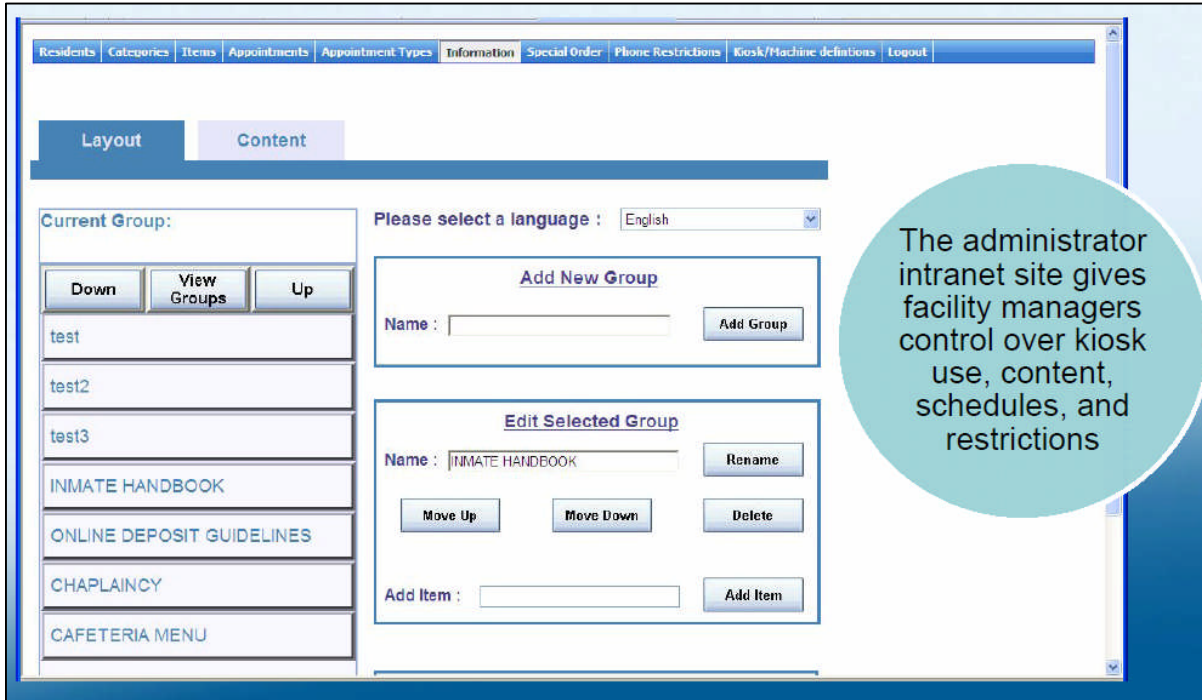 Residents Categories Items Appointments Appointment Types Information Special Order Phone Restrictions Kiosk/Machine defintions Logout
Layout Content
Current Group:
Down View Groups Up
test
test2
test3
INMATE HANDBOOK
ONLINE DEPOSIT GUIDELINES
CHAPLAINCY
CAFETERIA MENU
Please select a language : English
Add New Group
Name : Add Group
Edit Selected Group
Name : INMATE HANDBOOK Rename
Move Up Move Down Delete
Add Item : Add Item
The administrator
intranet site gives
facility managers
control over kiosk
use, content,
schedules, and
restrictions